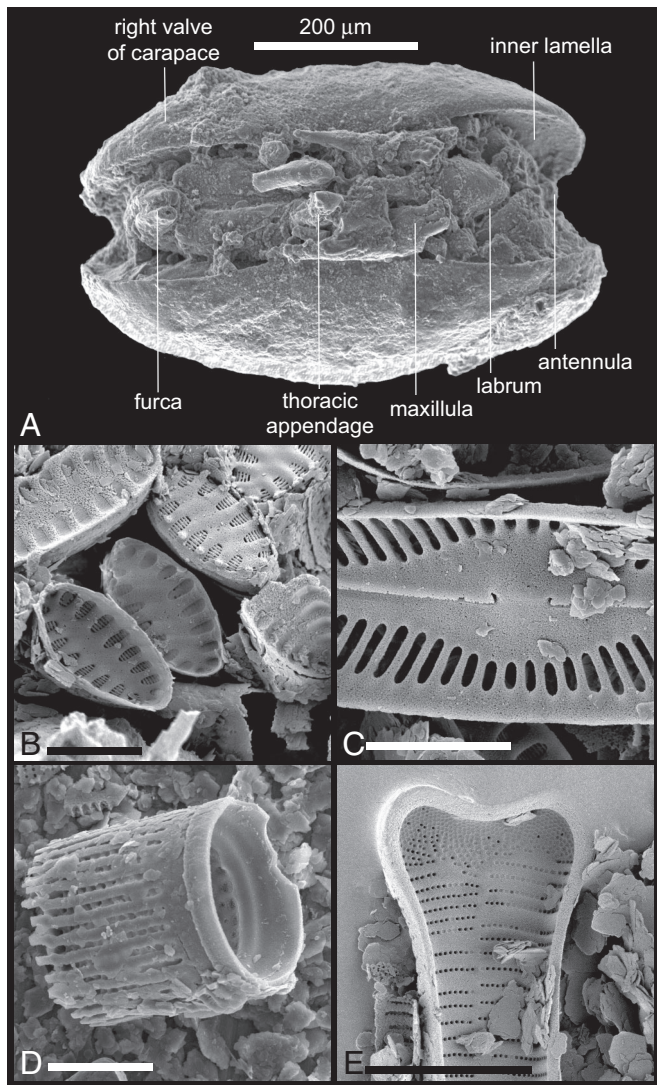 right valve
of carapace
200 μm
inner lamella
furca
thoracic
appendage
maxillula
labrum
antennula
A
B
C
D
E